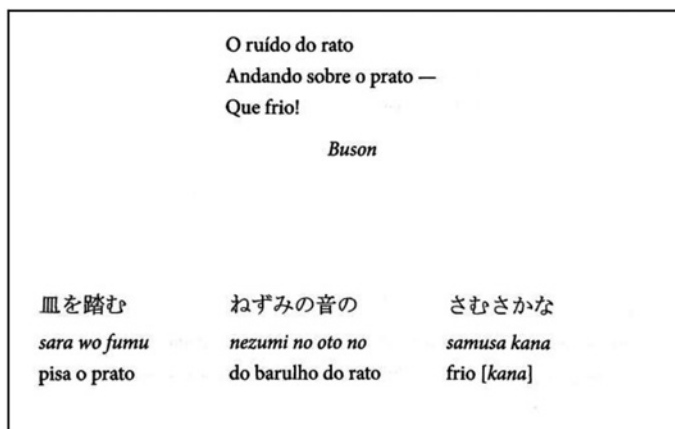 O ruído do rato
Andando sobre o prato —
Que frio!
Buson
皿を踏む ねずみの音の さむさかな
sara wo fumu nezumi no oto no samusa kana
pisa o prato do barulho do rato frio [kana]